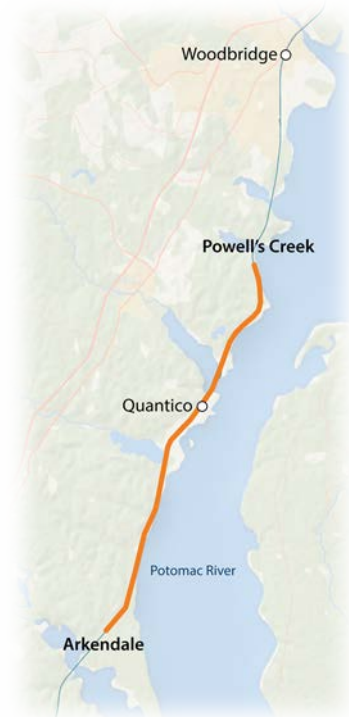 Woodbridge
Powell's Creek
Quantico
Potomac River
Arkendale